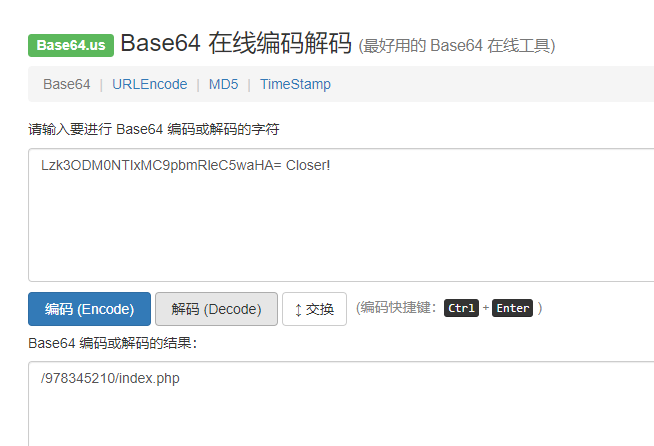 Base64.us Base64 在线编码解码 (最好用的 Base64 在线工具)
Base64 | URLEncode | MD5 | TimeStamp
请输入要进行 Base64 编码或解码的字符
Lzk3ODM0NTIxMC9pbmRleC5waHA= Closer!
编码 (Encode) 解码 (Decode) ↕ 交换 (编码快捷键： Ctrl + Enter )
Base64 编码或解码的结果：
/978345210/index.php